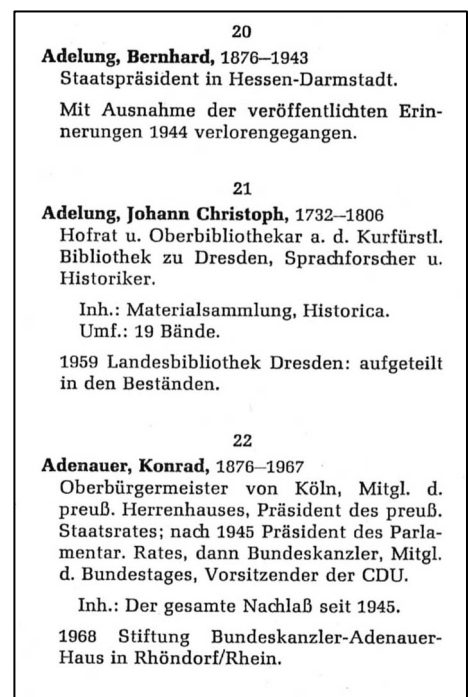 20
Adelung, Bernhard, 1876–1943
Staatspräsident in Hessen-Darmstadt.
Mit Ausnahme der veröffentlichten Erin-
nerungen 1944 verlorengegangen.
21
Adelung, Johann Christoph, 1732–1806
Hofrat u. Oberbibliothekar a. d. Kurfürstl.
Bibliothek zu Dresden, Sprachforscher u.
Historiker.
Inh.: Materialsammlung, Historica.
Umf.: 19 Bände.
1959 Landesbibliothek Dresden: aufgeteilt
in den Beständen.
22
Adenauer, Konrad, 1876–1967
Oberbürgermeister von Köln, Mitgl. d.
preuß. Herrenhauses, Präsident des preuß.
Staatsrates; nach 1945 Präsident des Parla-
mentar. Rates, dann Bundeskanzler, Mitgl.
d. Bundestages, Vorsitzender der CDU.
Inh.: Der gesamte Nachlaß seit 1945.
1968 Stiftung Bundeskanzler-Adenauer-
Haus in Rhöndorf/Rhein.